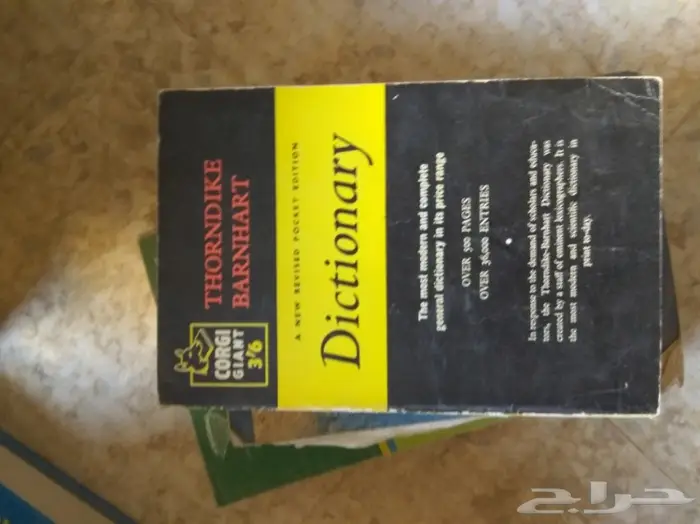 CORGI
GIANT
3'6
THORNDIKE
BARNHART
A NEW REVISED POCKET EDITION
Dictionary
The most modern and complete
general dictionary in its price range
OVER 500 PAGES
OVER 36,000 ENTRIES
In response to the demand of scholars and educa-
tors, the Thorndike-Barnhart Dictionary was
created by a staff of eminent lexicographers. It is
the most modern and scientific dictionary in
print to-day.
حراج